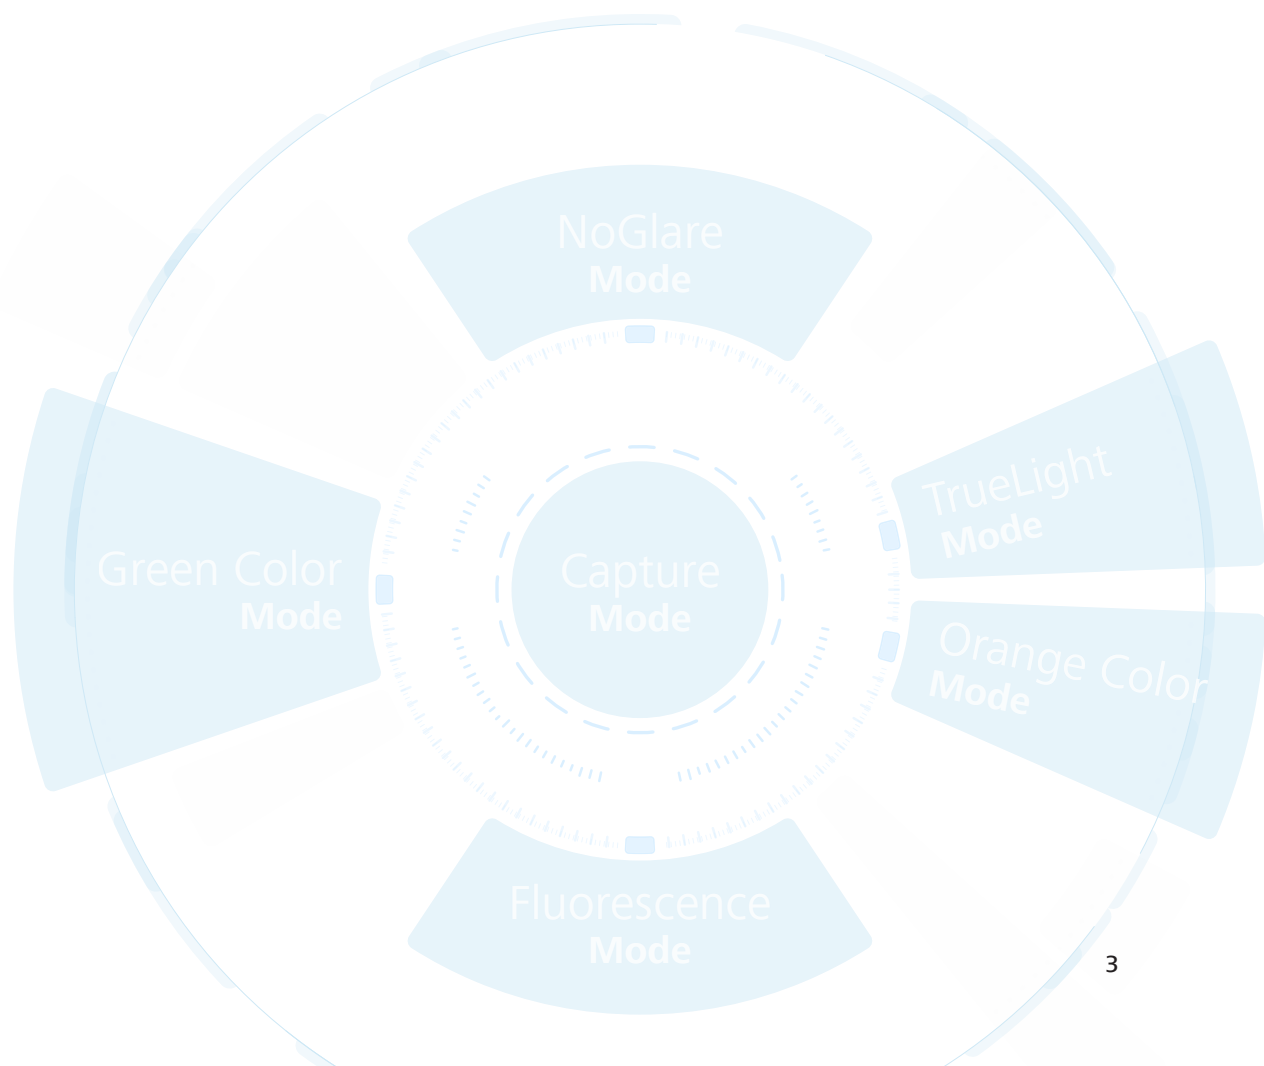 NoGlare
Mode
TrueLight
Mode
Green Color
Mode
Capture
Mode
Orange Color
Mode
Fluorescence
Mode
3